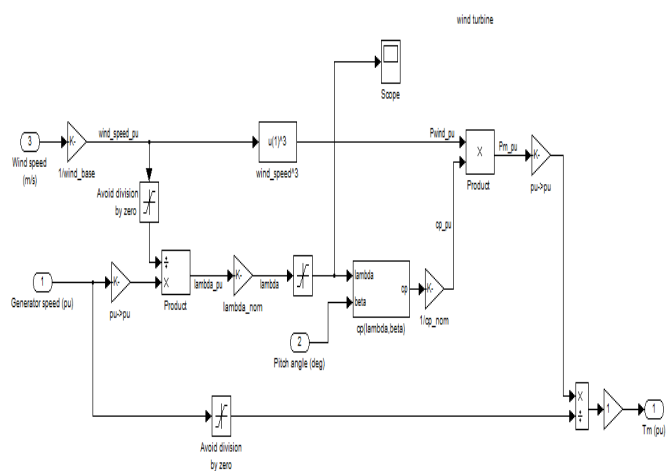 wind turbine
Scope
3
Wind speed
(m/s)
-K-
1/wind_base
wind_speed_pu
u(1)^3
wind_speed^3
Pwind_pu
×
Product
Pm_pu
-K-
pu->pu
Avoid division
by zero
cp_pu
1
Generator speed (pu)
-K-
pu->pu
÷
×
Product
lambda_pu
-K-
lambda_nom
lambda
lambda
beta
cp
cp(lambda,beta)
-K-
1/cp_nom
2
Pitch angle (deg)
Avoid division
by zero
×
÷
1
1
Tm (pu)